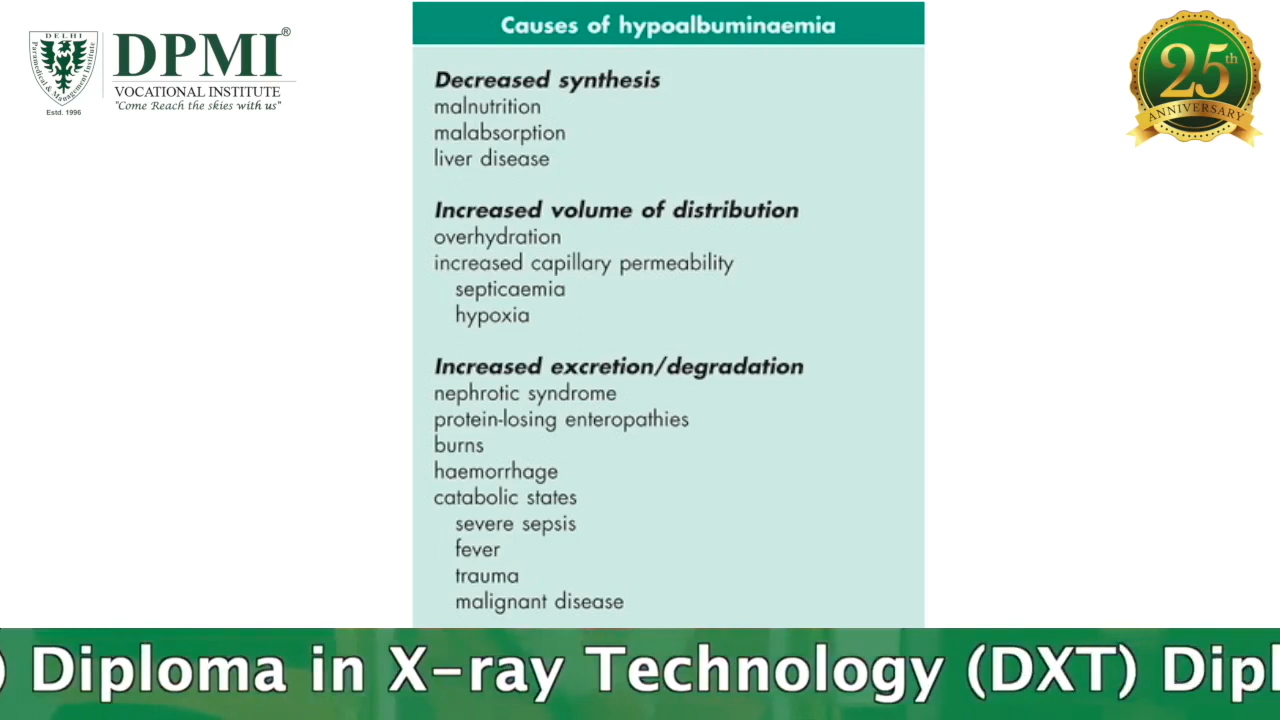 DELHI
Paramedical & Management Institute
Estd. 1996
DPMI®
VOCATIONAL INSTITUTE
"Come Reach the skies with us"
Causes of hypoalbuminaemia
Decreased synthesis
malnutrition
malabsorption
liver disease
Increased volume of distribution
overhydration
increased capillary permeability
septicaemia
hypoxia
Increased excretion/degradation
nephrotic syndrome
protein-losing enteropathies
burns
haemorrhage
catabolic states
severe sepsis
fever
trauma
malignant disease
25th
ANNIVERSARY
) Diploma in X-ray Technology (DXT) Dipl